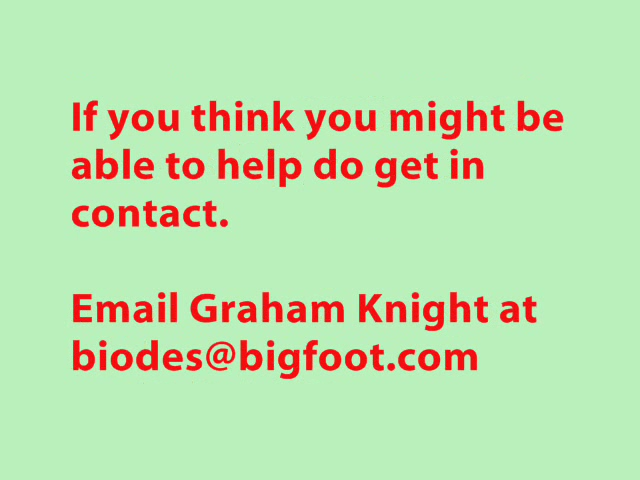 If you think you might be
able to help do get in
contact.
Email Graham Knight at
biodes@bigfoot.com